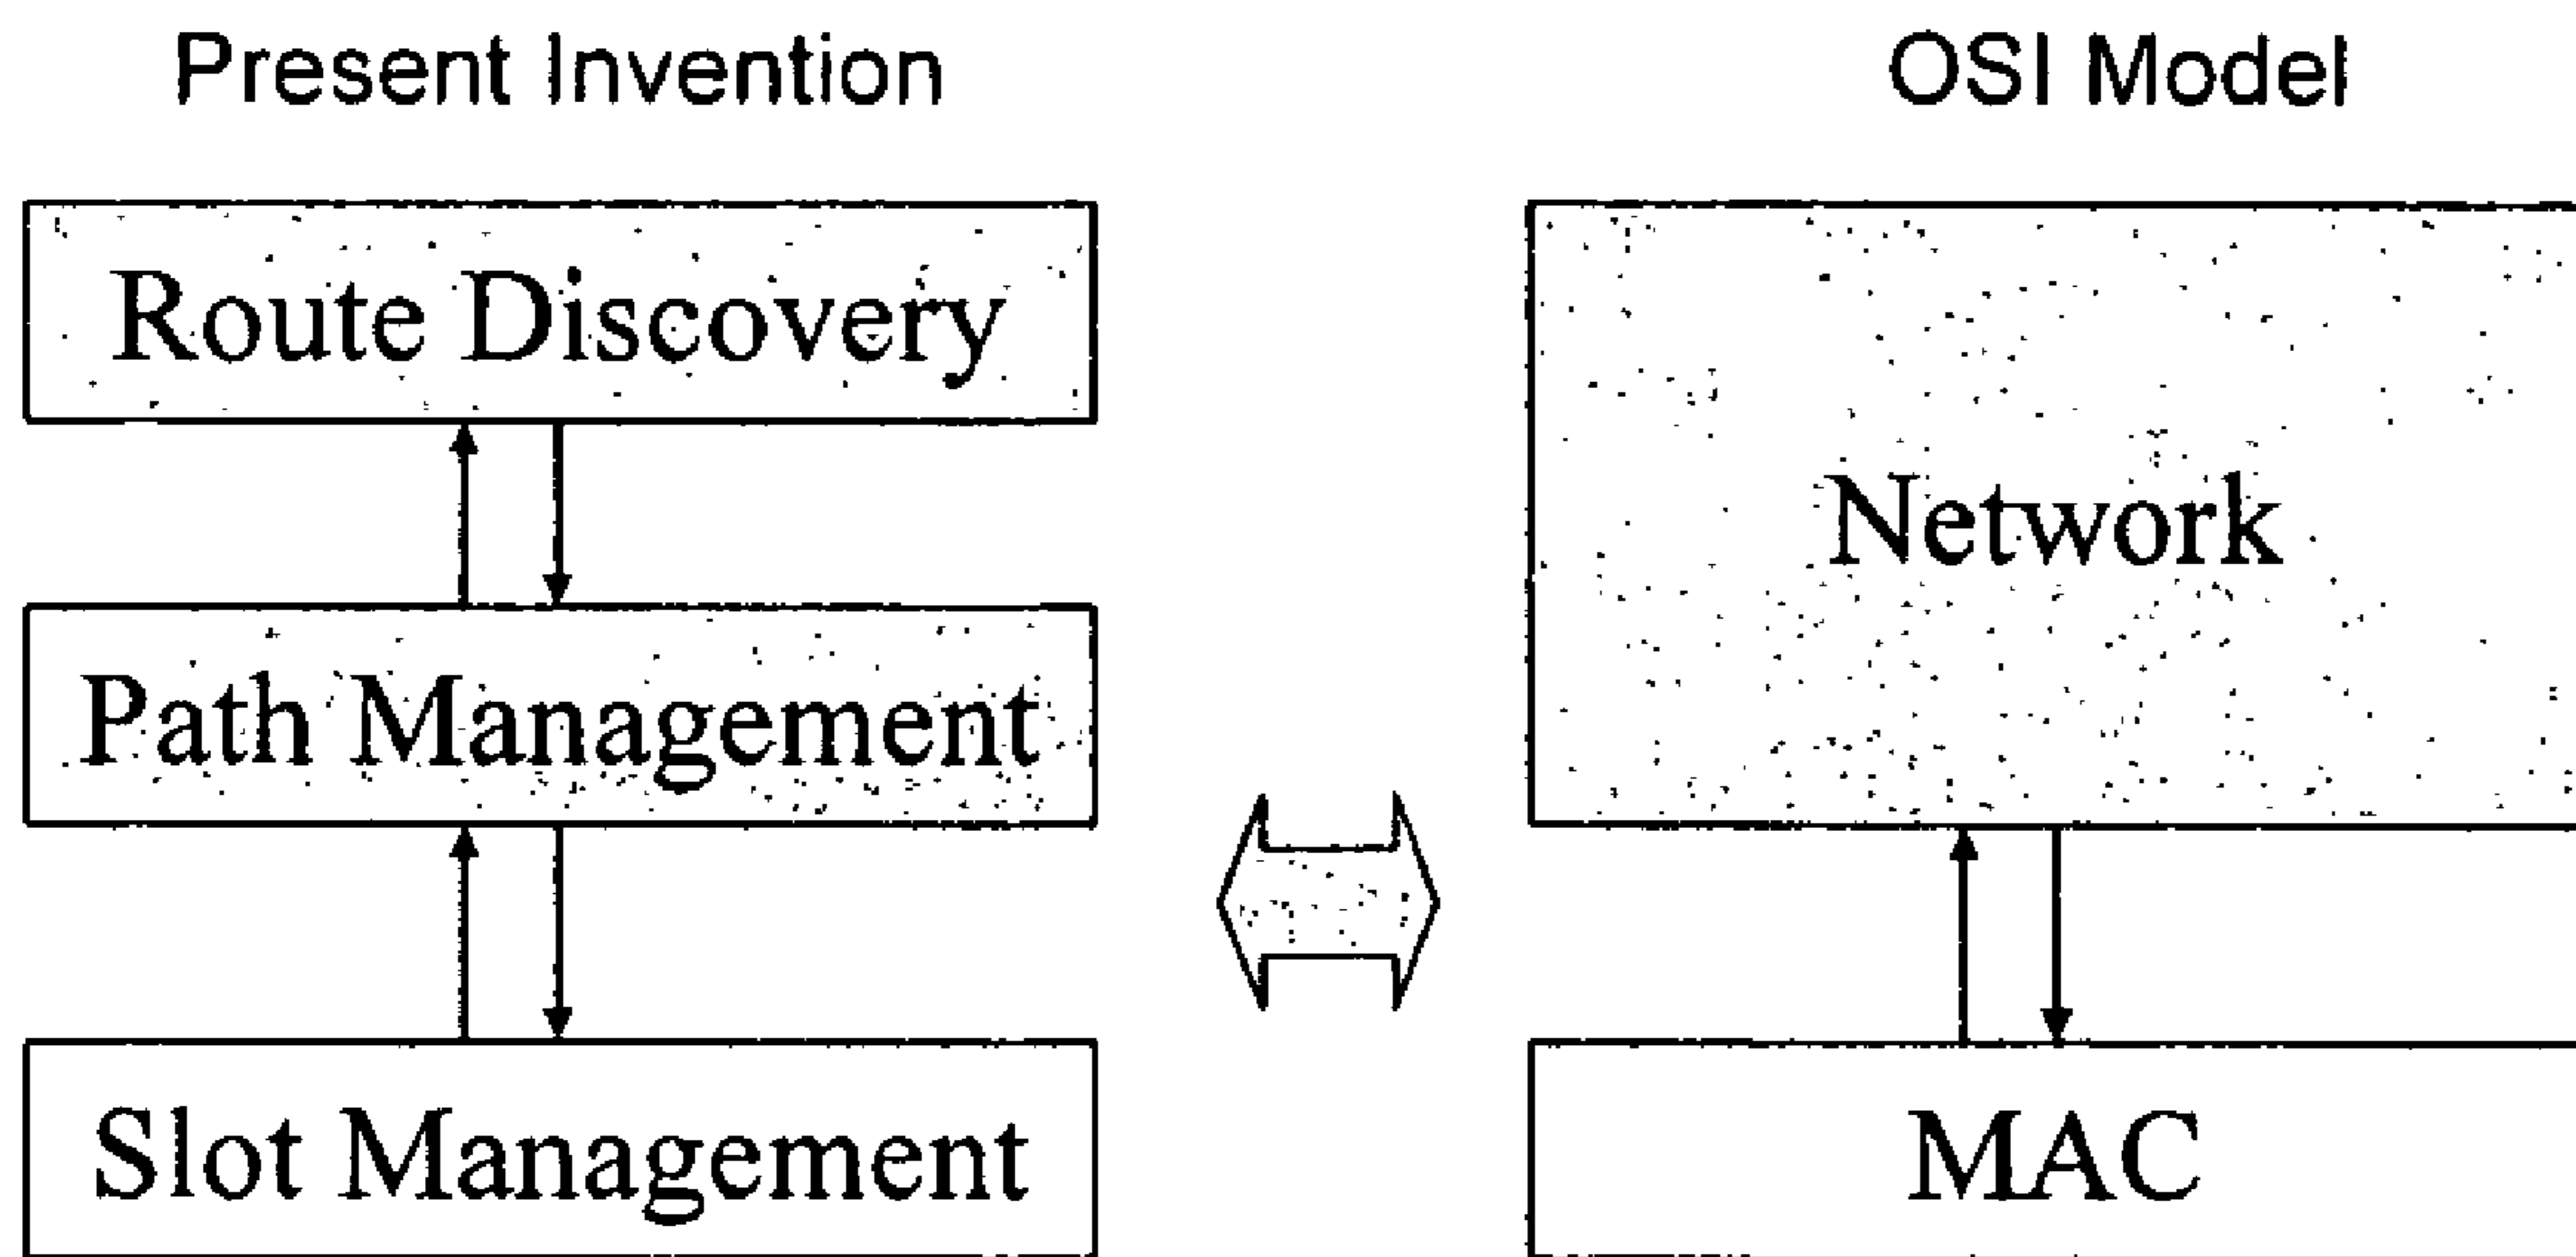 Present Invention
OSI Model
Route Discovery
Network
Path Management
Slot Management
MAC